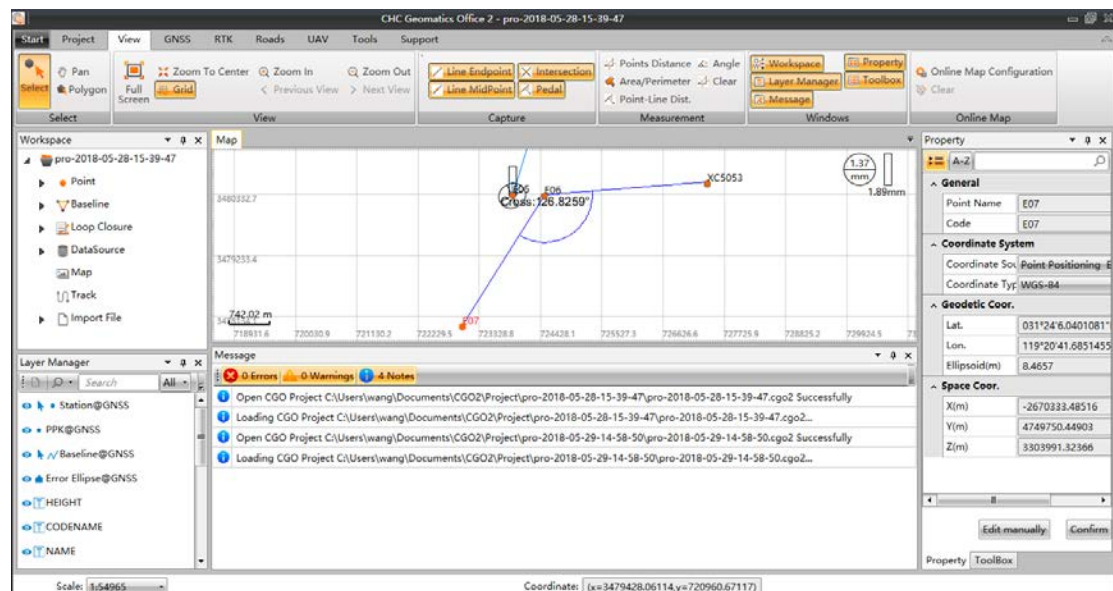 CHC Geomatics Office 2 - pro-2018-05-28-15-39-47
Start Project View GNSS RTK Roads UAV Tools Support
Select
Pan
Polygon
Select
Full Screen
Zoom To Center
Zoom In
Zoom Out
Grid
Previous View
Next View
View
Line Endpoint
Intersection
Line MidPoint
Pedal
Capture
Points Distance
Angle
Area/Perimeter
Clear
Point-Line Dist.
Measurement
Workspace
Property
Layer Manager
Toolbox
Message
Windows
Online Map Configuration
Clear
Online Map
Workspace
pro-2018-05-28-15-39-47
Point
Baseline
Loop Closure
DataSource
Map
Track
Import File
Map
1.37
mm
1.89mm
XC5053
E06
Cross:126.8259°
3480332.7
3479233.4
742.02 m
E07
718931.6 720030.9 721130.2 722229.5 723328.8 724428.1 725527.3 726626.6 727725.9 728825.2 729924.5
Layer Manager
Search
All
Station@GNSS
PPK@GNSS
Baseline@GNSS
Error Ellipse@GNSS
HEIGHT
CODENAME
NAME
Message
0 Errors 0 Warnings 4 Notes
Open CGO Project C:\Users\wang\Documents\CGO2\Project\pro-2018-05-28-15-39-47\pro-2018-05-28-15-39-47.cgo2 Successfully
Loading CGO Project C:\Users\wang\Documents\CGO2\Project\pro-2018-05-28-15-39-47\pro-2018-05-28-15-39-47.cgo2...
Open CGO Project C:\Users\wang\Documents\CGO2\Project\pro-2018-05-29-14-58-50\pro-2018-05-29-14-58-50.cgo2 Successfully
Loading CGO Project C:\Users\wang\Documents\CGO2\Project\pro-2018-05-29-14-58-50\pro-2018-05-29-14-58-50.cgo2...
Property
A-Z
General
Point Name E07
Code E07
Coordinate System
Coordinate Sou Point Positioning E
Coordinate Typ WGS-84
Geodetic Coor.
Lat. 031°24'6.0401081"
Lon. 119°20'41.6851455
Ellipsoid(m) 8.4657
Space Coor.
X(m) -2670333.48516
Y(m) 4749750.44903
Z(m) 3303991.32366
Edit manually Confirm
Property ToolBox
Scale: 1:54965
Coordinate: (x=3479428.06114,y=720960.67117)